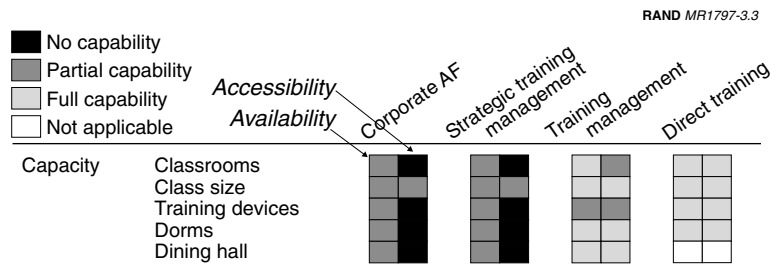 RAND MR1797-3.3
No capability
Partial capability
Full capability
Not applicable
Accessibility
Availability
Corporate AF
Strategic training
management
Training
management
Direct training
Capacity Classrooms
Class size
Training devices
Dorms
Dining hall